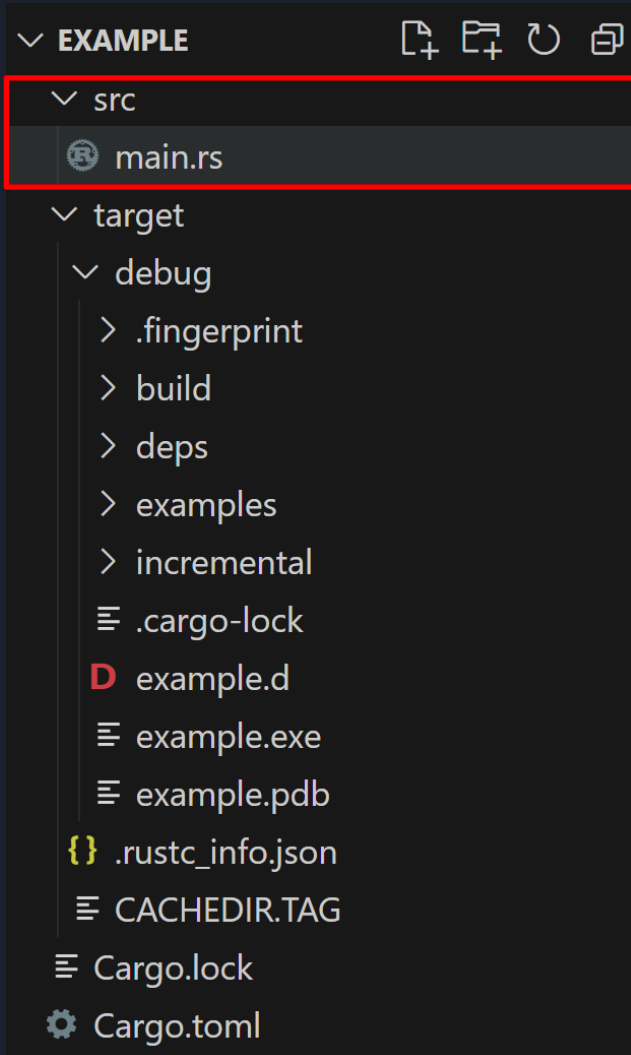 EXAMPLE
src
main.rs
target
debug
.fingerprint
build
deps
examples
incremental
.cargo-lock
D example.d
example.exe
example.pdb
{} .rustc_info.json
CACHEDIR.TAG
Cargo.lock
Cargo.toml